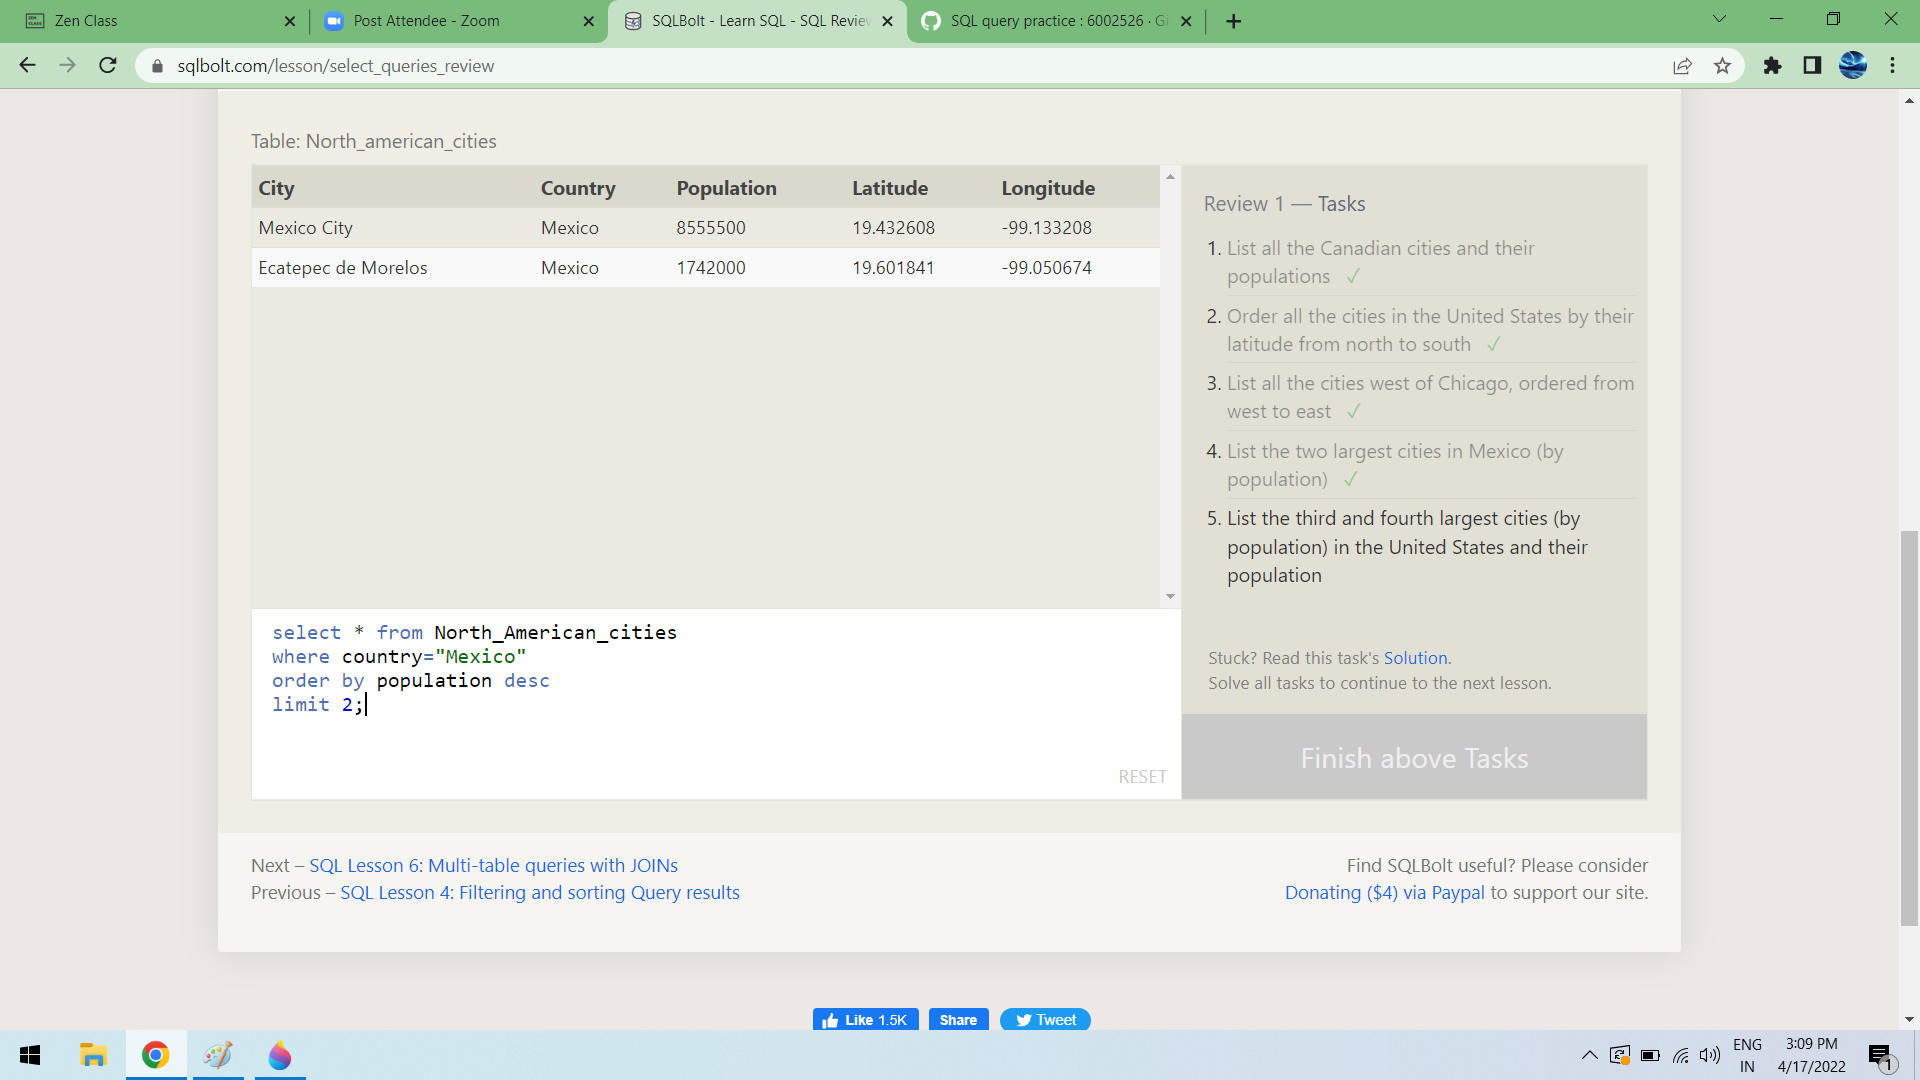 Zen Class
Post Attendee - Zoom
SQLBolt - Learn SQL - SQL Review
SQL query practice : 6002526 · Gi
sqlbolt.com/lesson/select_queries_review
Table: North_american_cities
City Country Population Latitude Longitude
Mexico City Mexico 8555500 19.432608 -99.133208
Ecatepec de Morelos Mexico 1742000 19.601841 -99.050674
select * from North_American_cities
where country="Mexico"
order by population desc
limit 2;
RESET
Review 1 — Tasks
1. List all the Canadian cities and their
populations ✓
2. Order all the cities in the United States by their
latitude from north to south ✓
3. List all the cities west of Chicago, ordered from
west to east ✓
4. List the two largest cities in Mexico (by
population) ✓
5. List the third and fourth largest cities (by
population) in the United States and their
population
Stuck? Read this task's Solution.
Solve all tasks to continue to the next lesson.
Finish above Tasks
Next – SQL Lesson 6: Multi-table queries with JOINs
Previous – SQL Lesson 4: Filtering and sorting Query results
Find SQLBolt useful? Please consider
Donating ($4) via Paypal to support our site.
Like 1.5K
Share
Tweet
ENG
IN
3:09 PM
4/17/2022
1